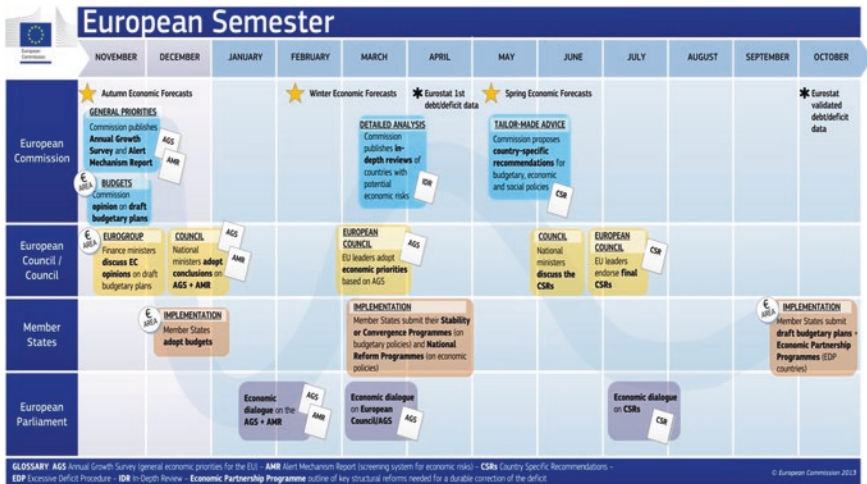 European Semester
European
Commission
NOVEMBER
DECEMBER
JANUARY
FEBRUARY
MARCH
APRIL
MAY
JUNE
JULY
AUGUST
SEPTEMBER
OCTOBER
European
Commission
Autumn Economic Forecasts
GENERAL PRIORITIES
Commission publishes
Annual Growth
Survey and Alert
Mechanism Report
AGS
AMR
€
AREA
BUDGETS
Commission
opinion on draft
budgetary plans
Winter Economic Forecasts
DETAILED ANALYSIS
Commission
publishes in-
depth reviews of
countries with
potential
economic risks
IDR
Eurostat 1st
debt/deficit data
Spring Economic Forecasts
TAILOR-MADE ADVICE
Commission proposes
country-specific
recommendations for
budgetary, economic
and social policies
CSR
Eurostat
validated
debt/deficit
data
European
Council /
Council
€
AREA
EUROGROUP
Finance ministers
discuss EC
opinions on draft
budgetary plans
COUNCIL
National
ministers adopt
conclusions on
AGS + AMR
AGS
AMR
EUROPEAN
COUNCIL
EU leaders adopt
economic priorities
based on AGS
AGS
COUNCIL
National
ministers
discuss the
CSRs
EUROPEAN
COUNCIL
EU leaders
endorse final
CSRs
CSR
Member
States
€
AREA
IMPLEMENTATION
Member States
adopt budgets
IMPLEMENTATION
Member States submit their Stability
or Convergence Programmes (on
budgetary policies) and National
Reform Programmes (on economic
policies)
€
AREA
IMPLEMENTATION
Member States submit
draft budgetary plans +
Economic Partnership
Programmes (EDP
countries)
European
Parliament
Economic
dialogue on the
AGS + AMR
AGS
AMR
Economic dialogue
on European
Council/AGS
AGS
Economic dialogue
on CSRs
CSR
GLOSSARY AGS Annual Growth Survey (general economic priorities for the EU) – AMR Alert Mechanism Report (screening system for economic risks) – CSRs Country Specific Recommendations –
EDP Excessive Deficit Procedure – IDR In-Depth Review – Economic Partnership Programme outline of key structural reforms needed for a durable correction of the deficit
© European Commission 2013